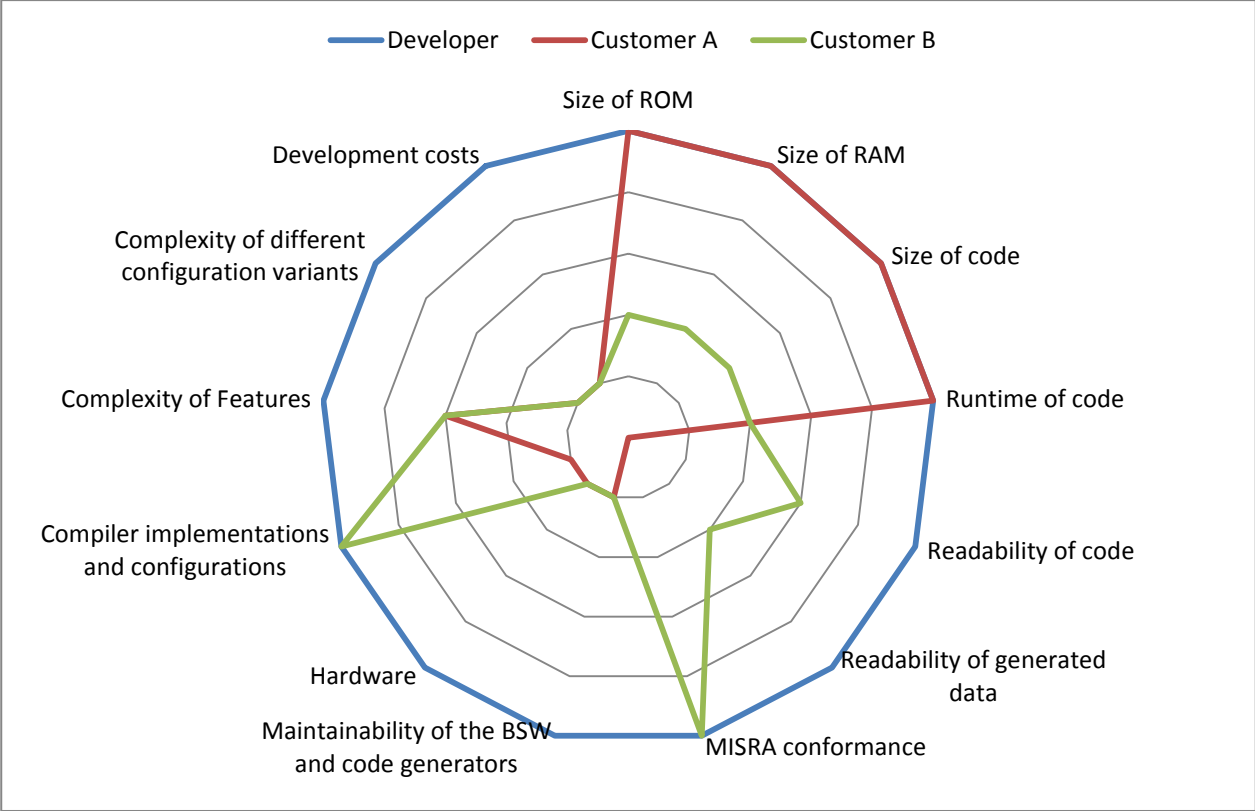 Developer Customer A Customer B
Size of ROM
Size of RAM
Size of code
Runtime of code
Readability of code
Readability of generated
data
MISRA conformance
Maintainability of the BSW
and code generators
Hardware
Compiler implementations
and configurations
Complexity of Features
Complexity of different
configuration variants
Development costs